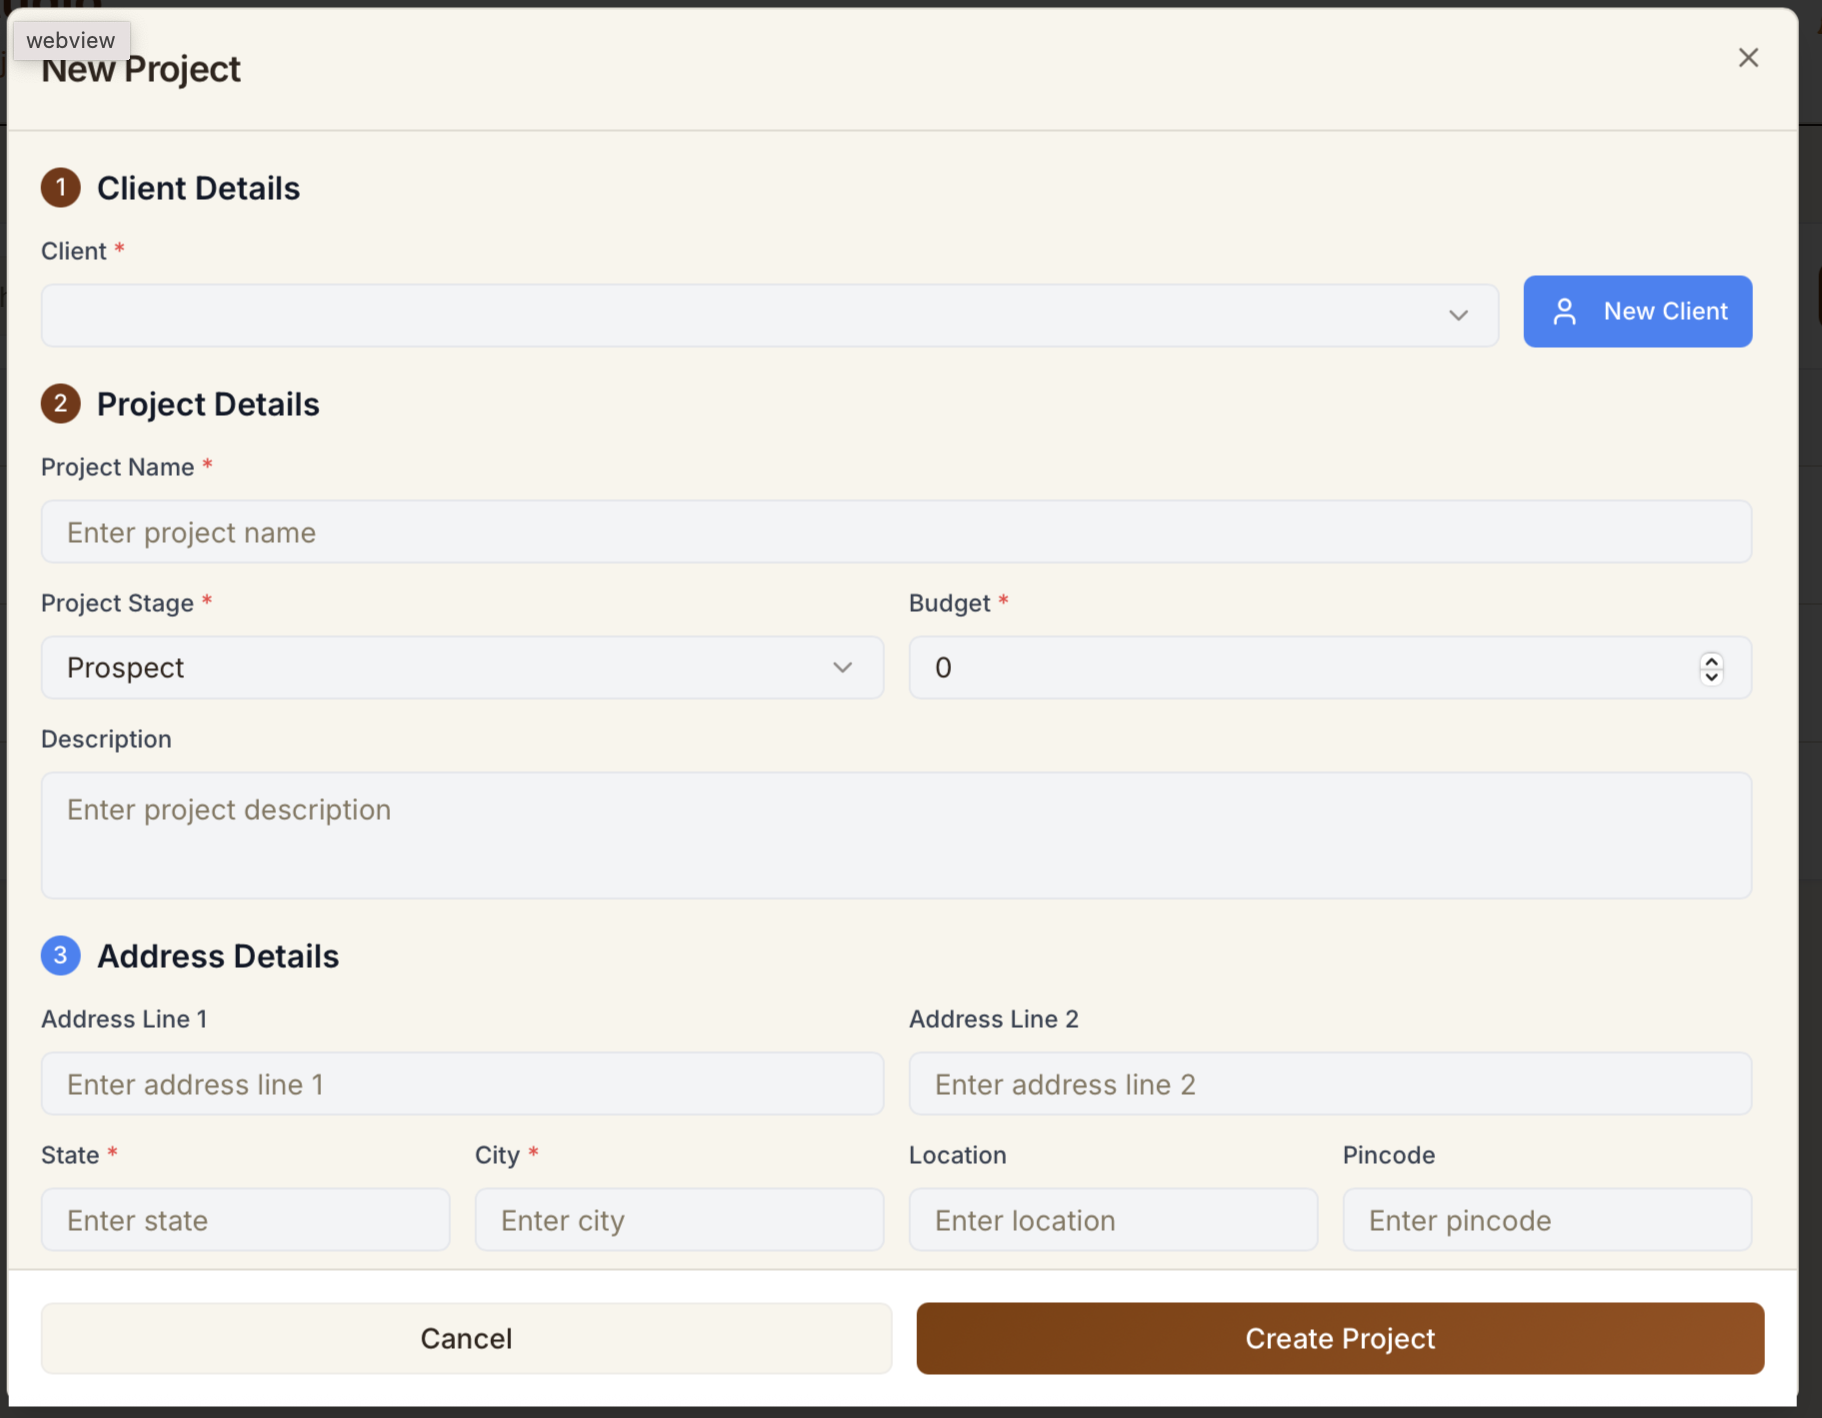 webview
New Project
1 Client Details
Client *
New Client
2 Project Details
Project Name *
Enter project name
Project Stage * Budget *
Prospect 0
Description
Enter project description
3 Address Details
Address Line 1 Address Line 2
Enter address line 1 Enter address line 2
State * City * Location Pincode
Enter state Enter city Enter location Enter pincode
Cancel Create Project